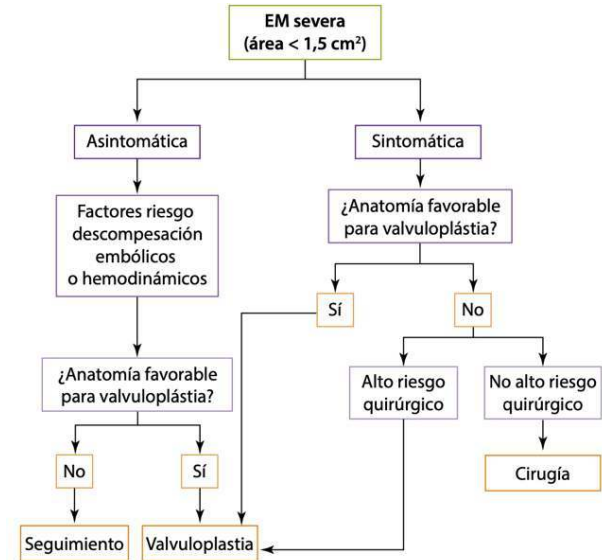 EM severa
(área < 1,5 cm²)
Asintomática
Sintomática
Factores riesgo
descompesación
embólicos
o hemodinámicos
¿Anatomía favorable
para valvuloplástia?
Sí
No
¿Anatomía favorable
para valvuloplástia?
Alto riesgo
quirúrgico
No alto riesgo
quirúrgico
No
Sí
Cirugía
Seguimiento
Valvuloplastia